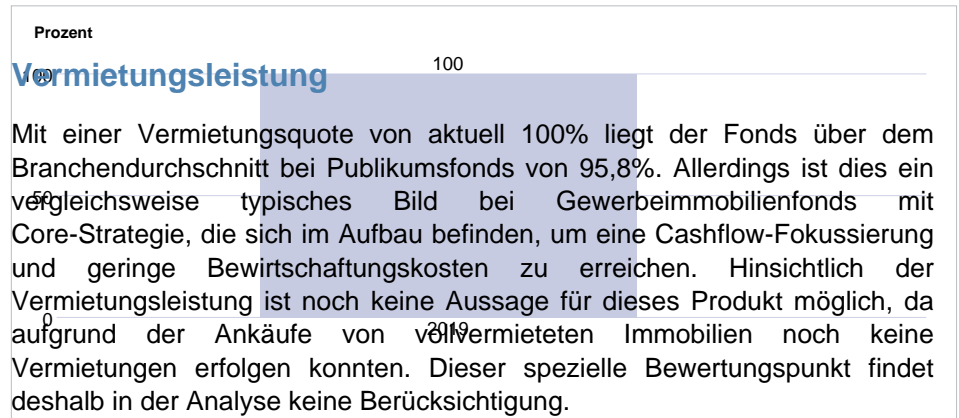 Prozent
100
Vermietungsleistung
100
Mit einer Vermietungsquote von aktuell 100% liegt der Fonds über dem
Branchendurchschnitt bei Publikumsfonds von 95,8%. Allerdings ist dies ein
50
vergleichsweise typisches Bild bei Gewerbeimmobilienfonds mit
Core-Strategie, die sich im Aufbau befinden, um eine Cashflow-Fokussierung
und geringe Bewirtschaftungskosten zu erreichen. Hinsichtlich der
Vermietungsleistung ist noch keine Aussage für dieses Produkt möglich, da
0
2019
aufgrund der Ankäufe von vollvermieteten Immobilien noch keine
Vermietungen erfolgen konnten. Dieser spezielle Bewertungspunkt findet
deshalb in der Analyse keine Berücksichtigung.